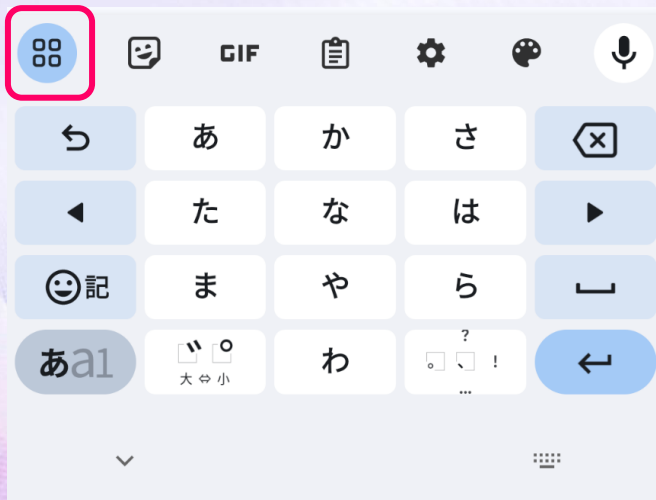 GIF
あ か さ
た な は
記 ま や ら
あa1 大⇔小 わ 。、?!…